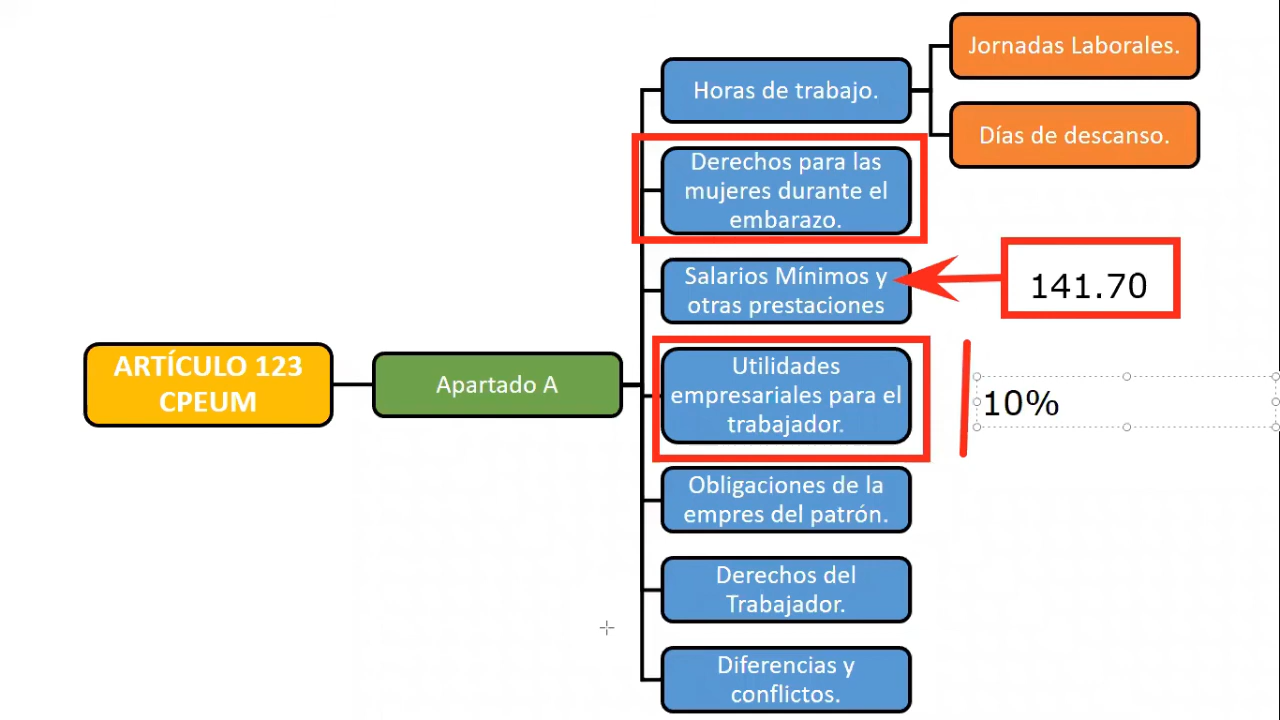 ARTÍCULO 123
CPEUM
Apartado A
Horas de trabajo.
Jornadas Laborales.
Días de descanso.
Derechos para las
mujeres durante el
embarazo.
Salarios Mínimos y
otras prestaciones
141.70
Utilidades
empresariales para el
trabajador.
10%
Obligaciones de la
empres del patrón.
Derechos del
Trabajador.
Diferencias y
conflictos.